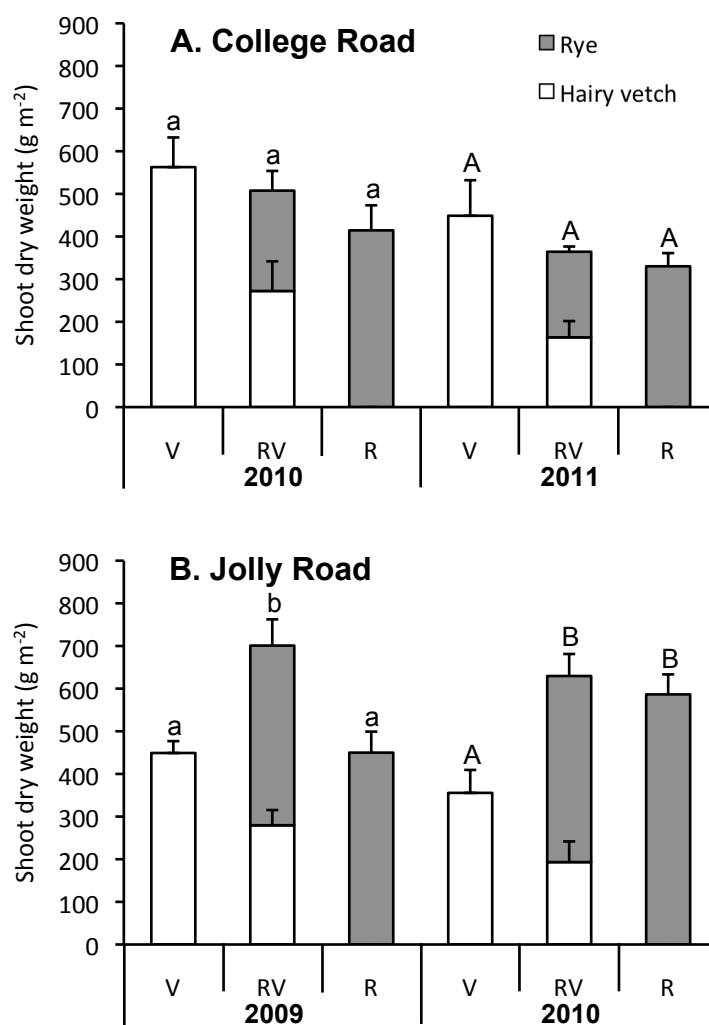 A. College Road
Rye
Hairy vetch
Shoot dry weight (g m-2)
900
800
700
600
500
400
300
200
100
0
a
a
a
A
A
A
V RV R V RV R
2010 2011
B. Jolly Road
Shoot dry weight (g m-2)
900
800
700
600
500
400
300
200
100
0
a
b
a
A
B
B
V RV R V RV R
2009 2010